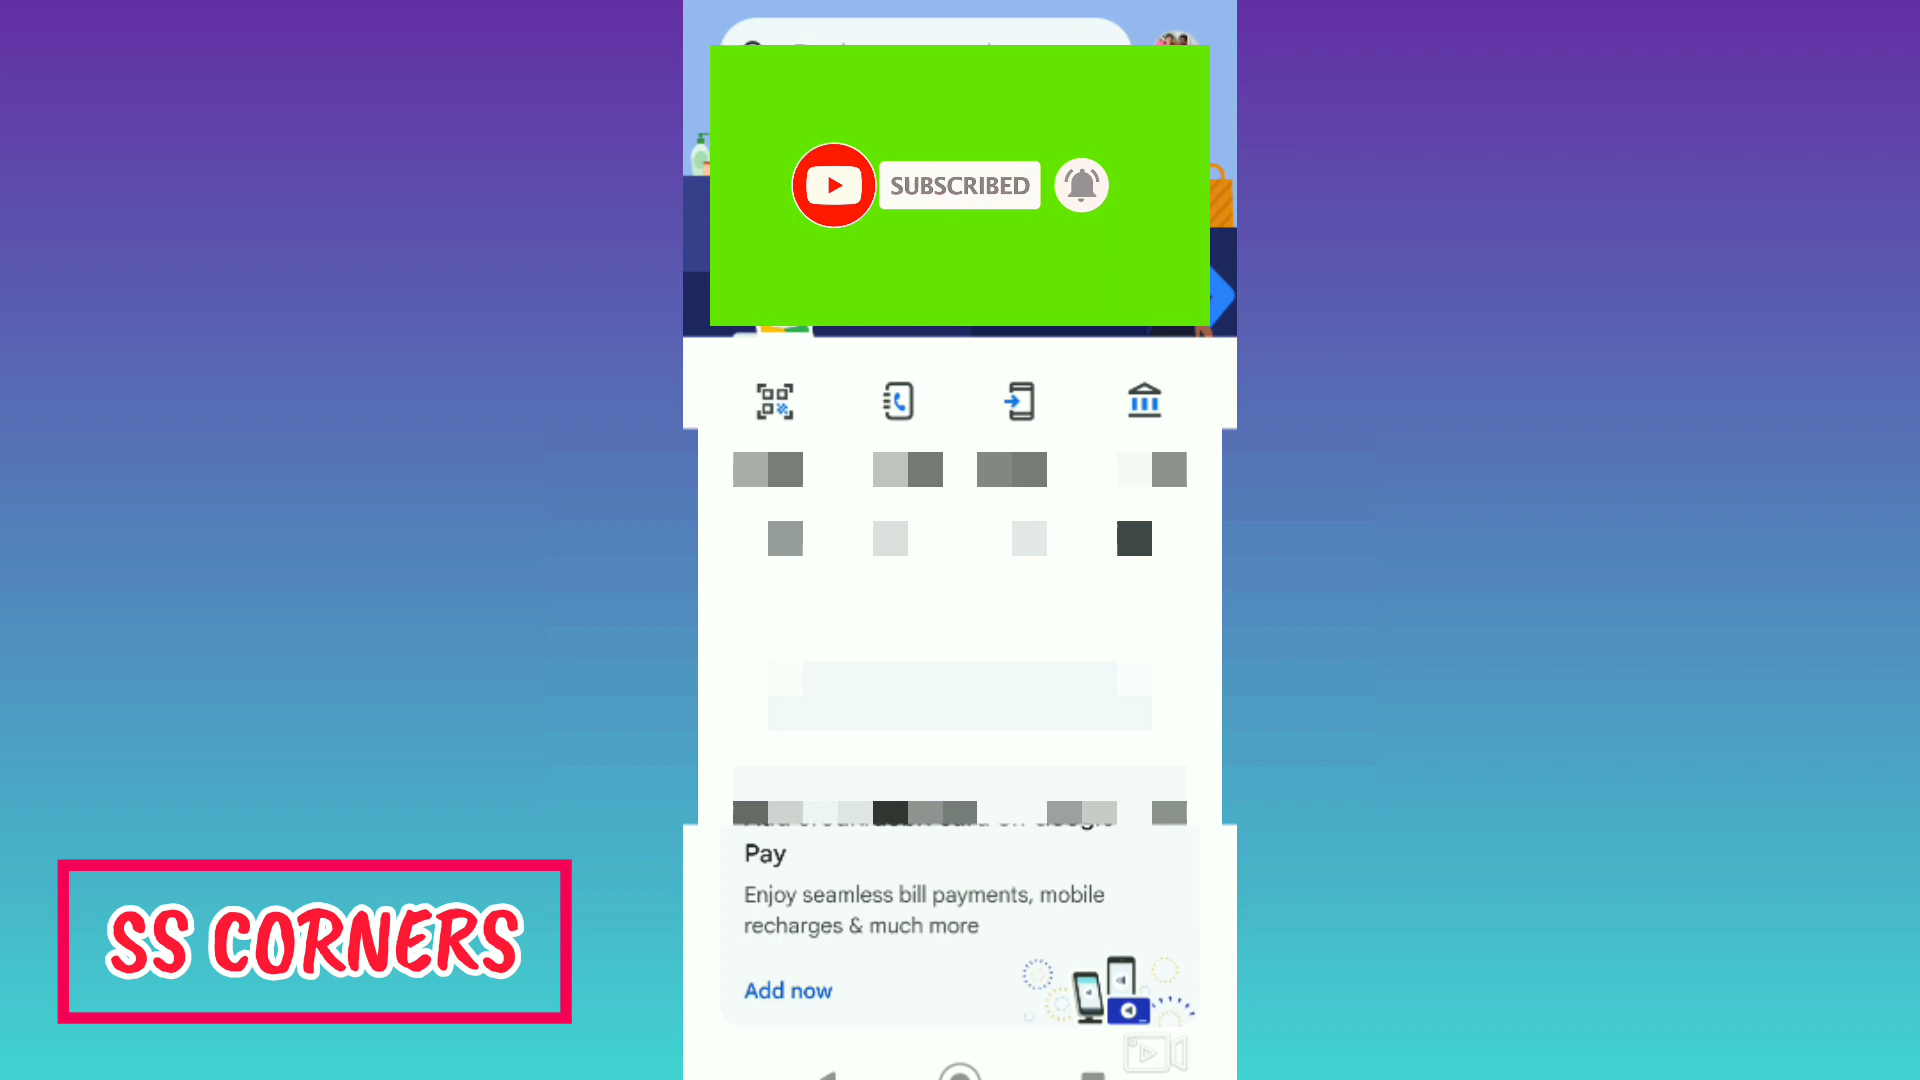 SUBSCRIBED
Pay
Enjoy seamless bill payments, mobile
recharges & much more
Add now
SS CORNERS